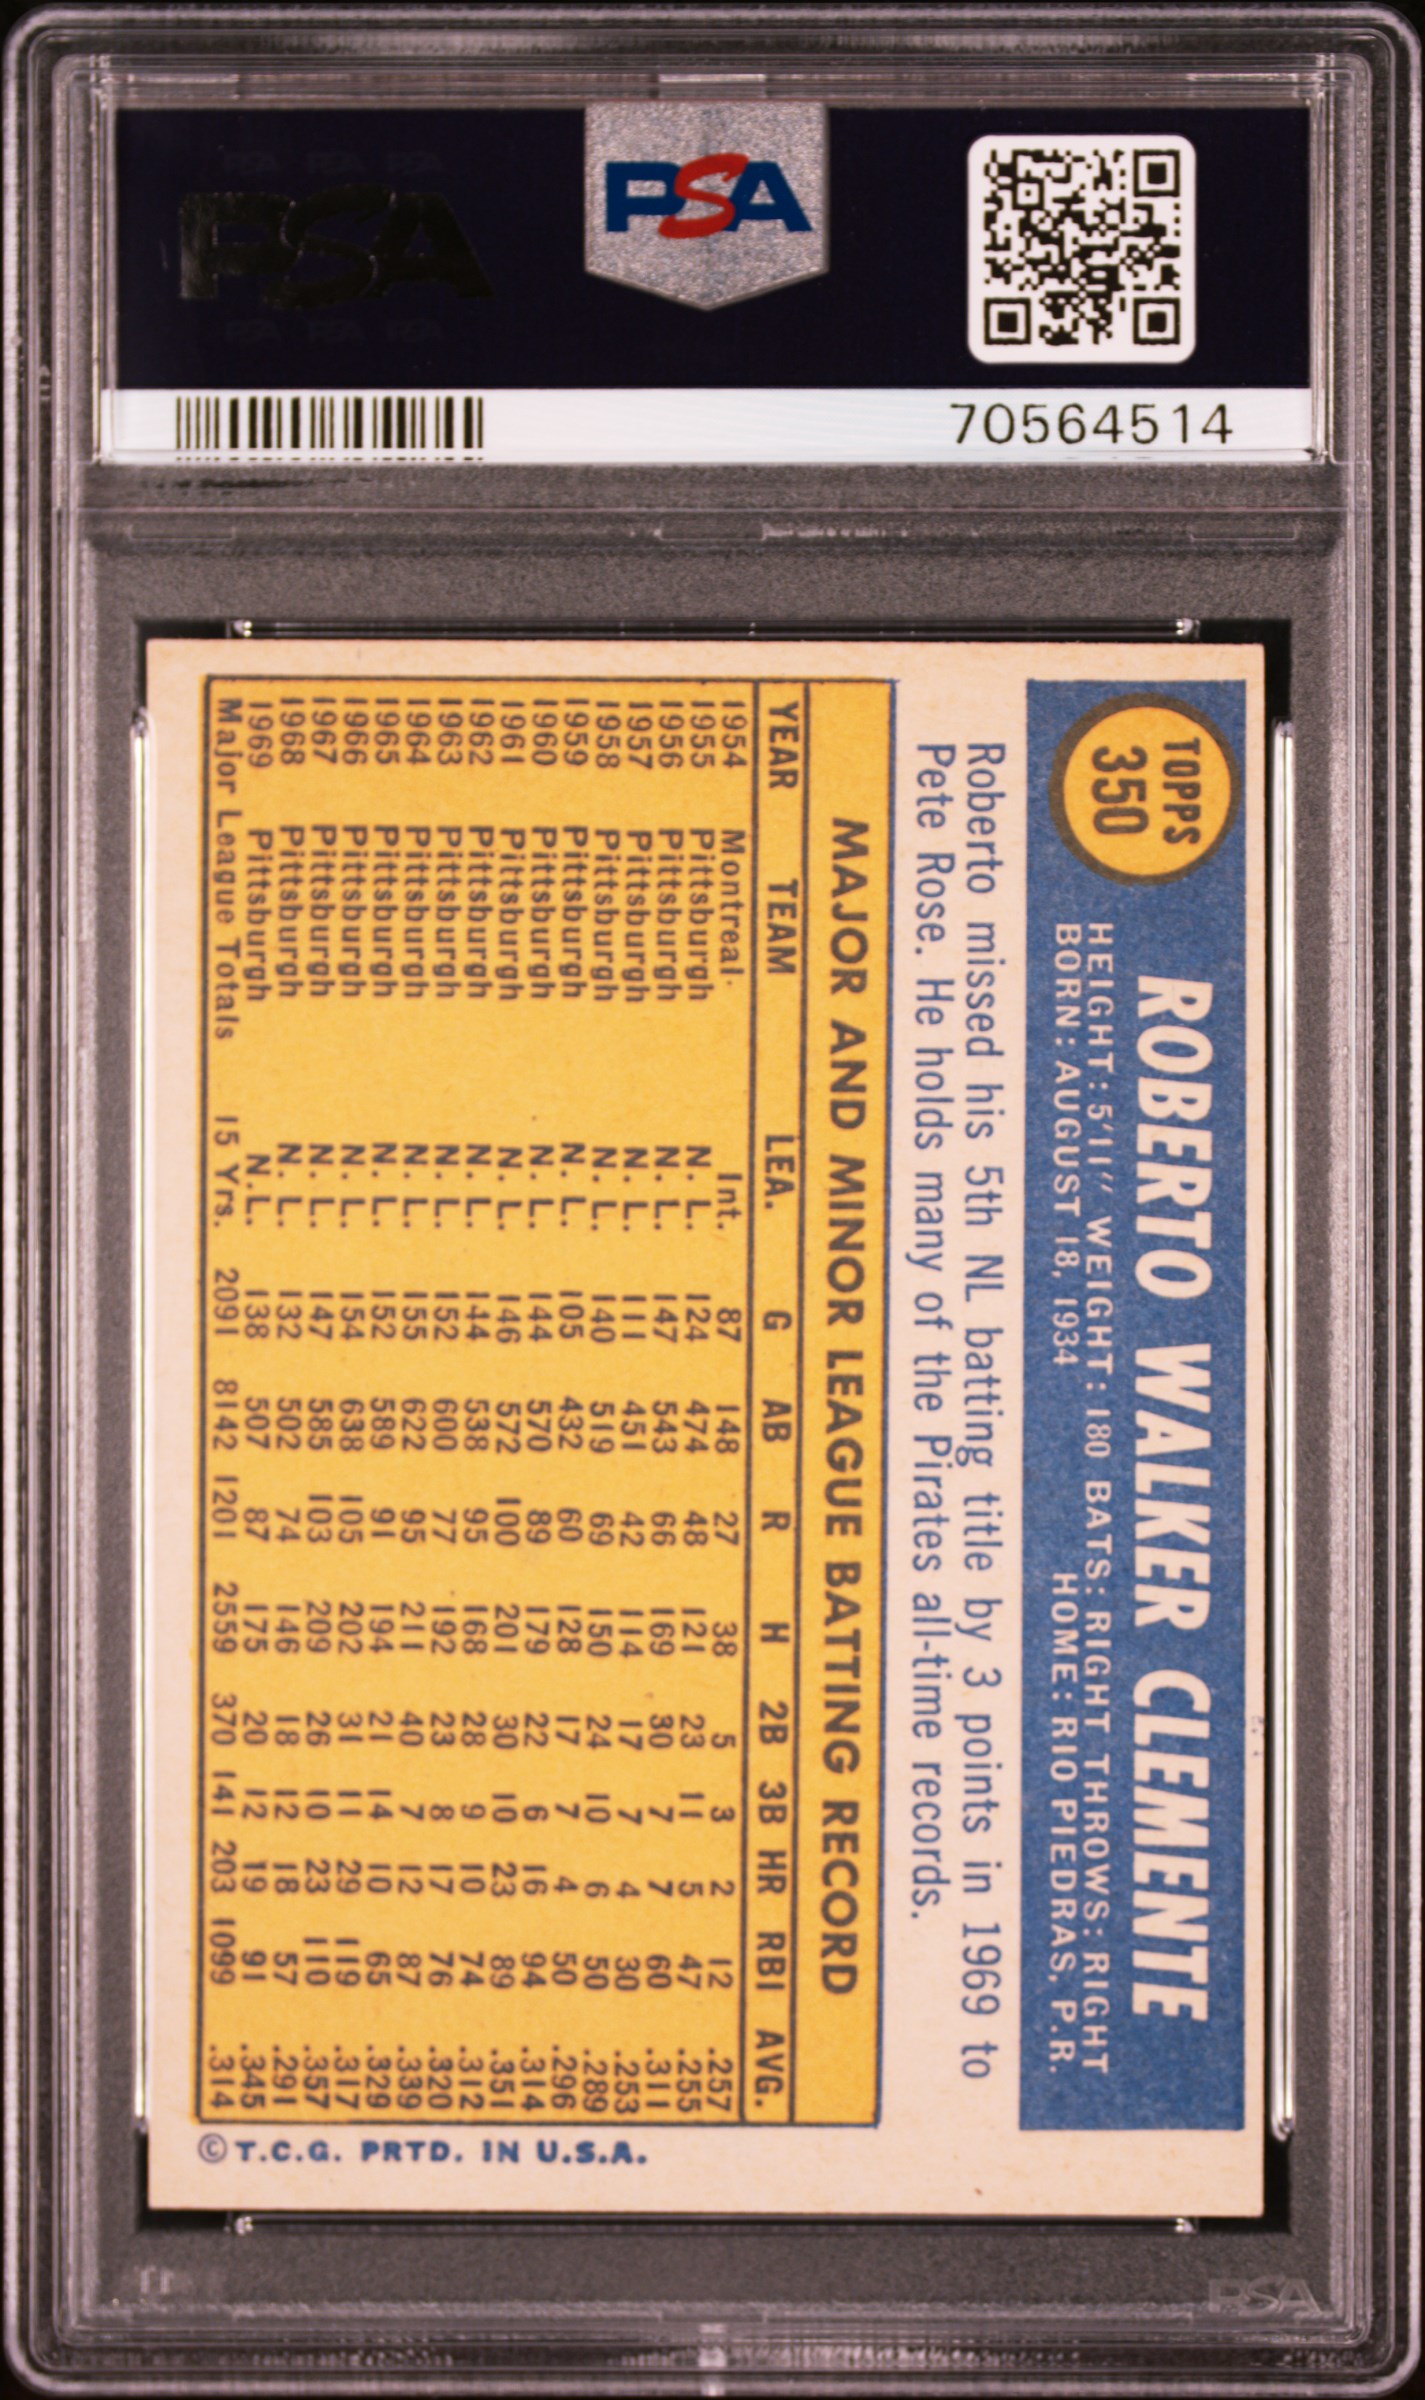 PSA
PSA
70564514
TOPPS
350
ROBERTO WALKER CLEMENTE
HEIGHT: 5'11" WEIGHT: 180 BATS: RIGHT THROWS: RIGHT
BORN: AUGUST 18, 1934 HOME: RIO PIEDRAS, P.R.
Roberto missed his 5th NL batting title by 3 points in 1969 to
Pete Rose. He holds many of the Pirates all-time records.
MAJOR AND MINOR LEAGUE BATTING RECORD
YEAR TEAM LEA. G AB R H 2B 3B HR RBI AVG.
1954 Montreal Int. 87 148 27 38 5 3 2 12 .257
1955 Pittsburgh N. L. 124 474 48 121 23 11 5 47 .255
1956 Pittsburgh N. L. 147 543 66 169 30 7 7 60 .311
1957 Pittsburgh N. L. 111 451 42 114 17 7 4 30 .253
1958 Pittsburgh N. L. 140 519 69 150 24 10 6 50 .289
1959 Pittsburgh N. L. 105 432 60 128 17 7 4 50 .296
1960 Pittsburgh N. L. 144 570 89 179 22 6 16 94 .314
1961 Pittsburgh N. L. 146 572 100 201 30 10 23 89 .351
1962 Pittsburgh N. L. 144 538 95 168 28 9 10 74 .312
1963 Pittsburgh N. L. 152 600 77 192 23 8 17 76 .320
1964 Pittsburgh N. L. 155 622 95 211 40 7 12 87 .339
1965 Pittsburgh N. L. 152 589 91 194 21 14 10 65 .329
1966 Pittsburgh N. L. 154 638 105 202 31 11 29 119 .317
1967 Pittsburgh N. L. 147 585 103 209 26 10 23 110 .357
1968 Pittsburgh N. L. 132 502 74 146 18 12 18 57 .291
1969 Pittsburgh N.L. 138 507 87 175 20 12 19 91 .345
Major League Totals 15 Yrs. 2091 8142 1201 2559 370 141 203 1099 .314
© T.C.G. PRTD. IN U.S.A.
PSA